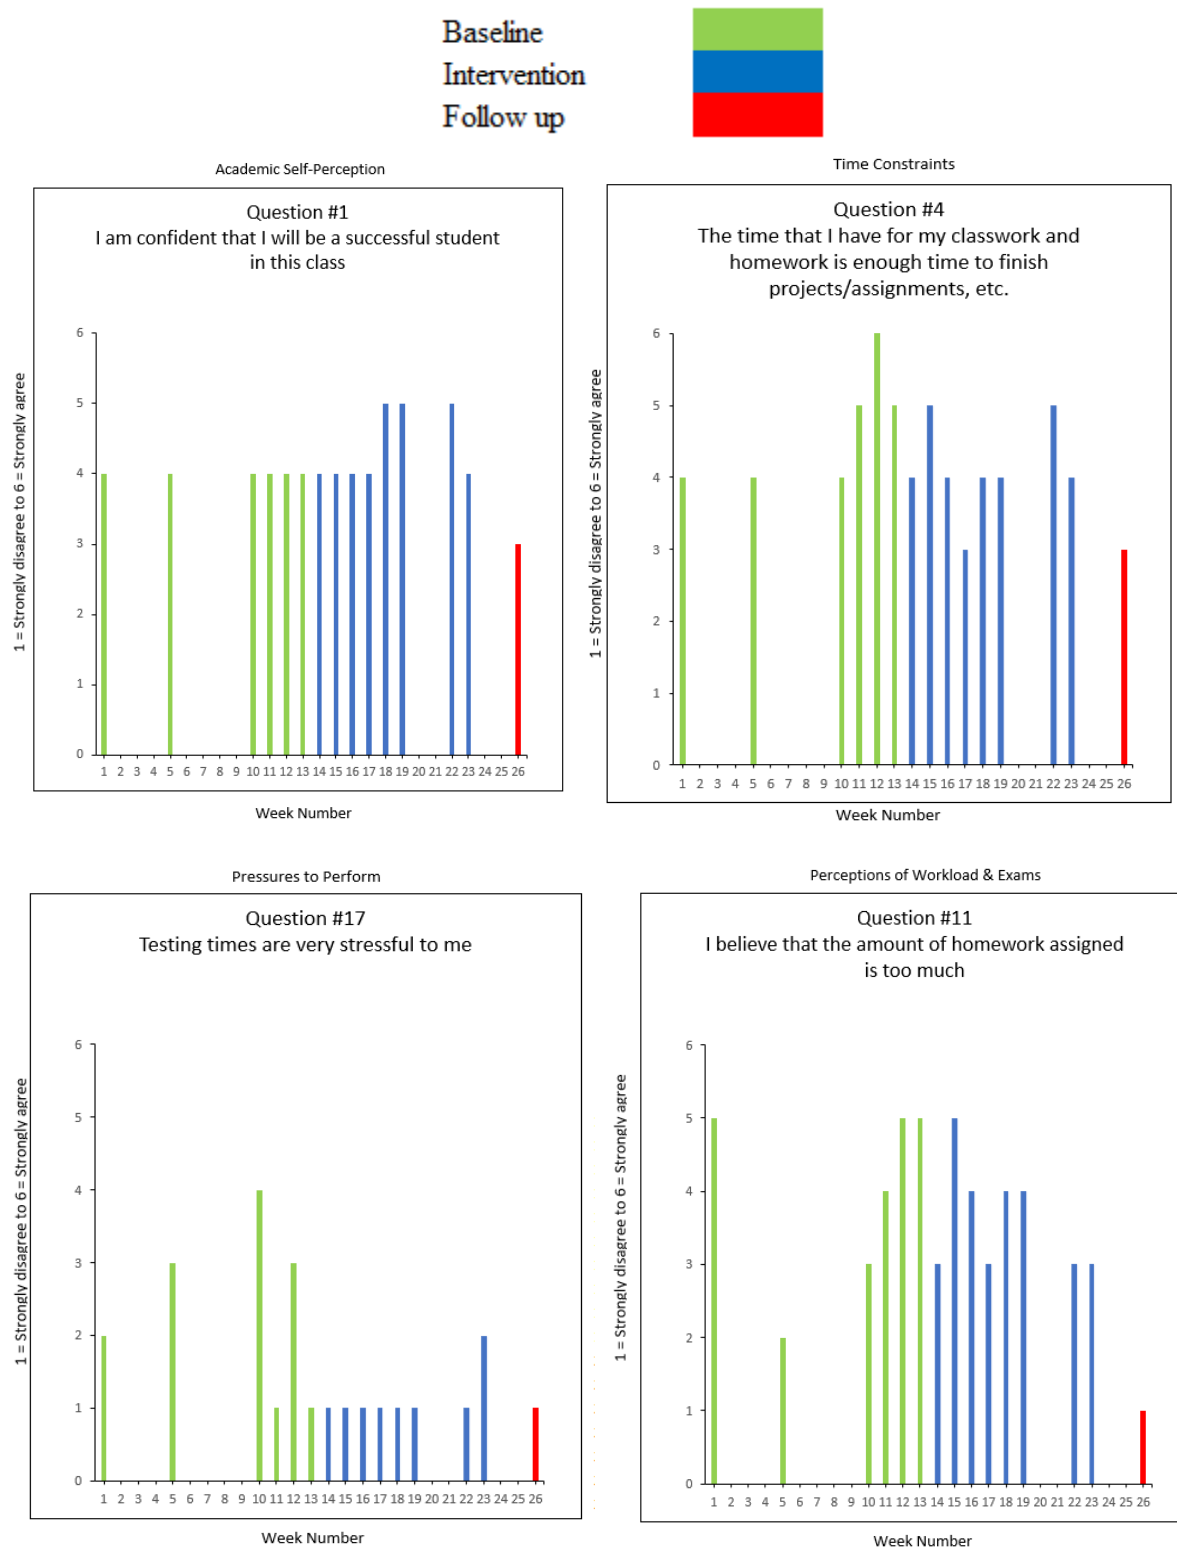 Baseline
Intervention
Follow up
Academic Self-Perception
Question #1
I am confident that I will be a successful student
in this class
1 = Strongly disagree to 6 = Strongly agree
6
5
4
3
2
1
0
1 2 3 4 5 6 7 8 9 10 11 12 13 14 15 16 17 18 19 20 21 22 23 24 25 26
Week Number
Time Constraints
Question #4
The time that I have for my classwork and
homework is enough time to finish
projects/assignments, etc.
1 = Strongly disagree to 6 = Strongly agree
6
5
4
3
2
1
0
1 2 3 4 5 6 7 8 9 10 11 12 13 14 15 16 17 18 19 20 21 22 23 24 25 26
Week Number
Pressures to Perform
Question #17
Testing times are very stressful to me
1 = Strongly disagree to 6 = Strongly agree
6
5
4
3
2
1
0
1 2 3 4 5 6 7 8 9 10 11 12 13 14 15 16 17 18 19 20 21 22 23 24 25 26
Week Number
Perceptions of Workload & Exams
Question #11
I believe that the amount of homework assigned
is too much
1 = Strongly disagree to 6 = Strongly agree
6
5
4
3
2
1
0
1 2 3 4 5 6 7 8 9 10 11 12 13 14 15 16 17 18 19 20 21 22 23 24 25 26
Week Number